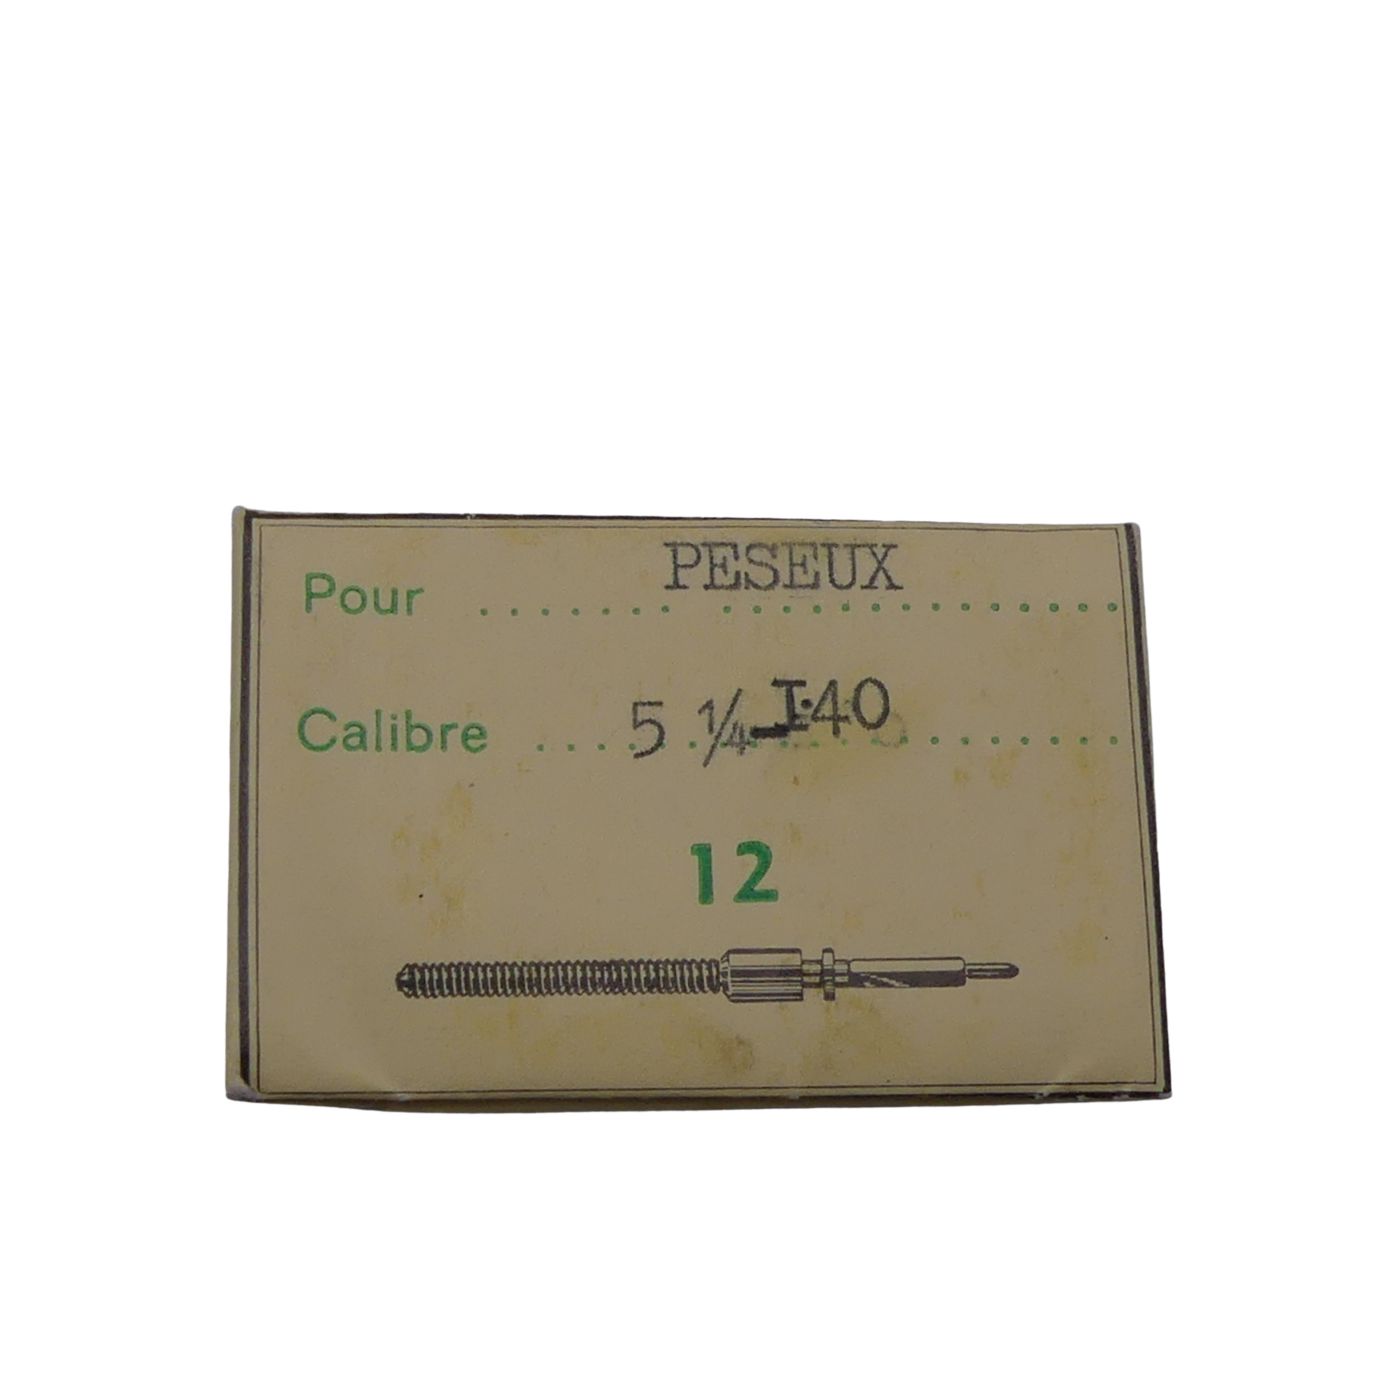 Pour PESEUX
Calibre 5 1/4 I40
12